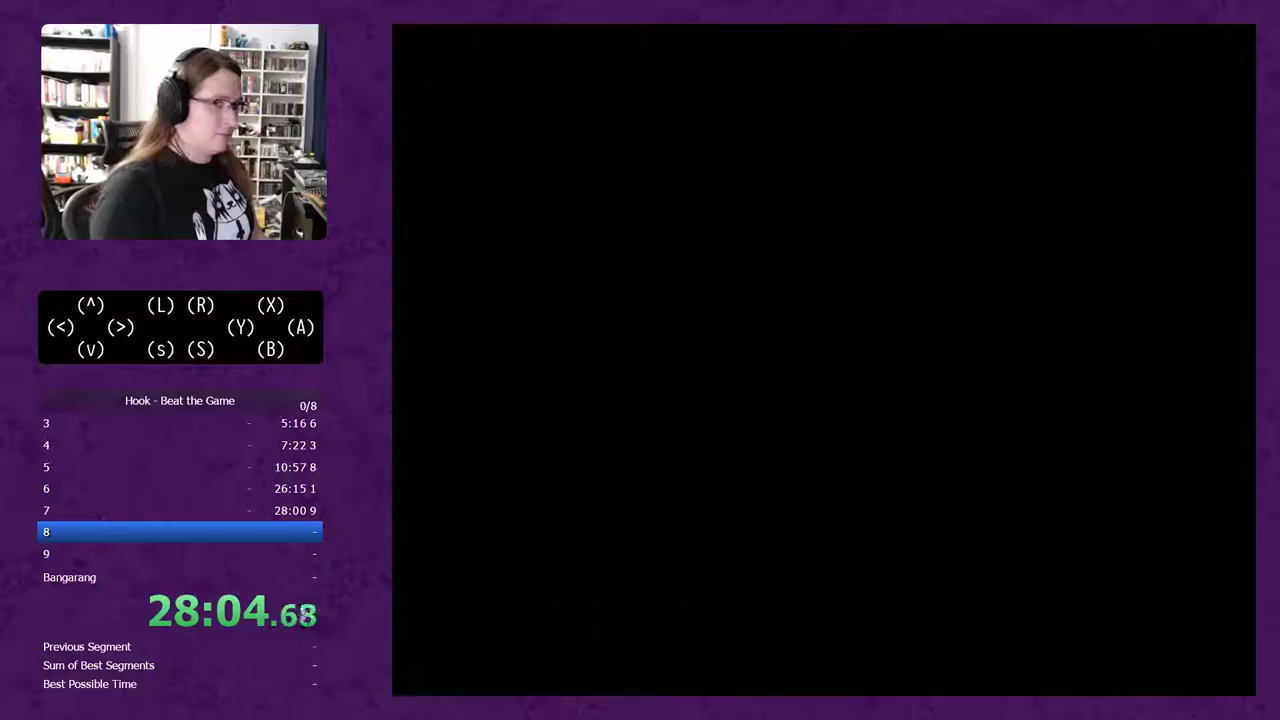 (^) (L) (R) (X)
(<) (>) (Y) (A)
(v) (s) (S) (B)
Hook - Beat the Game
0/8
3 - 5:16 6
4 - 7:22 3
5 - 10:57 8
6 - 26:15 1
7 - 28:00 9
8 -
9 -
Bangarang -
28:04.68
Previous Segment -
Sum of Best Segments -
Best Possible Time -